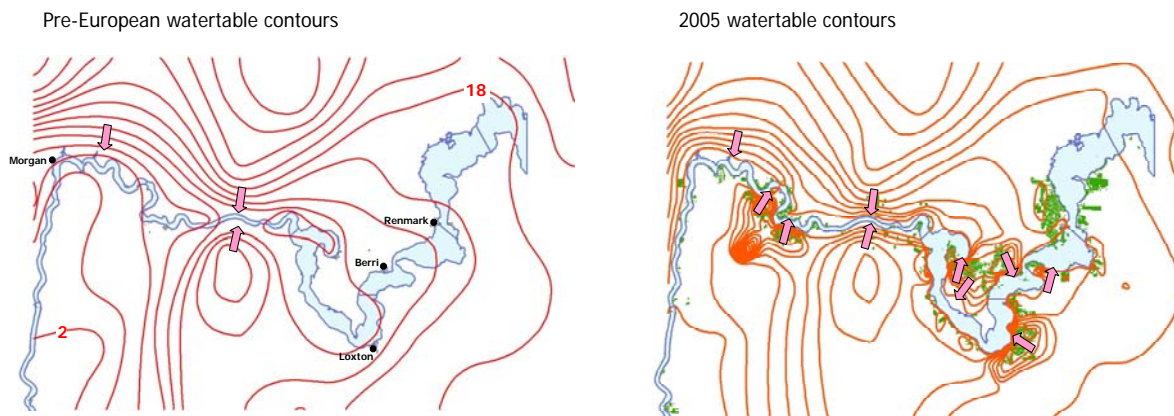 Pre-European watertable contours
2005 watertable contours
18
Morgan
Renmark
Berri
2
Loxton